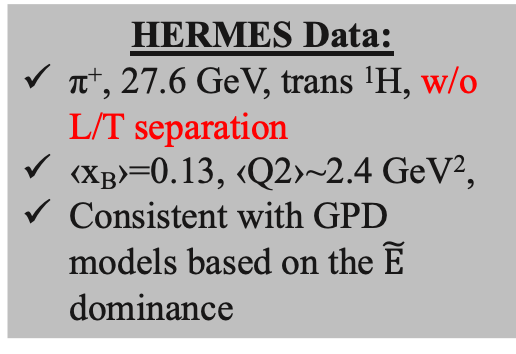 HERMES Data:
✓ π⁺, 27.6 GeV, trans ¹H, w/o
L/T separation
✓ ‹x_B›=0.13, ‹Q2›~2.4 GeV²,
✓ Consistent with GPD
models based on the Ẽ
dominance